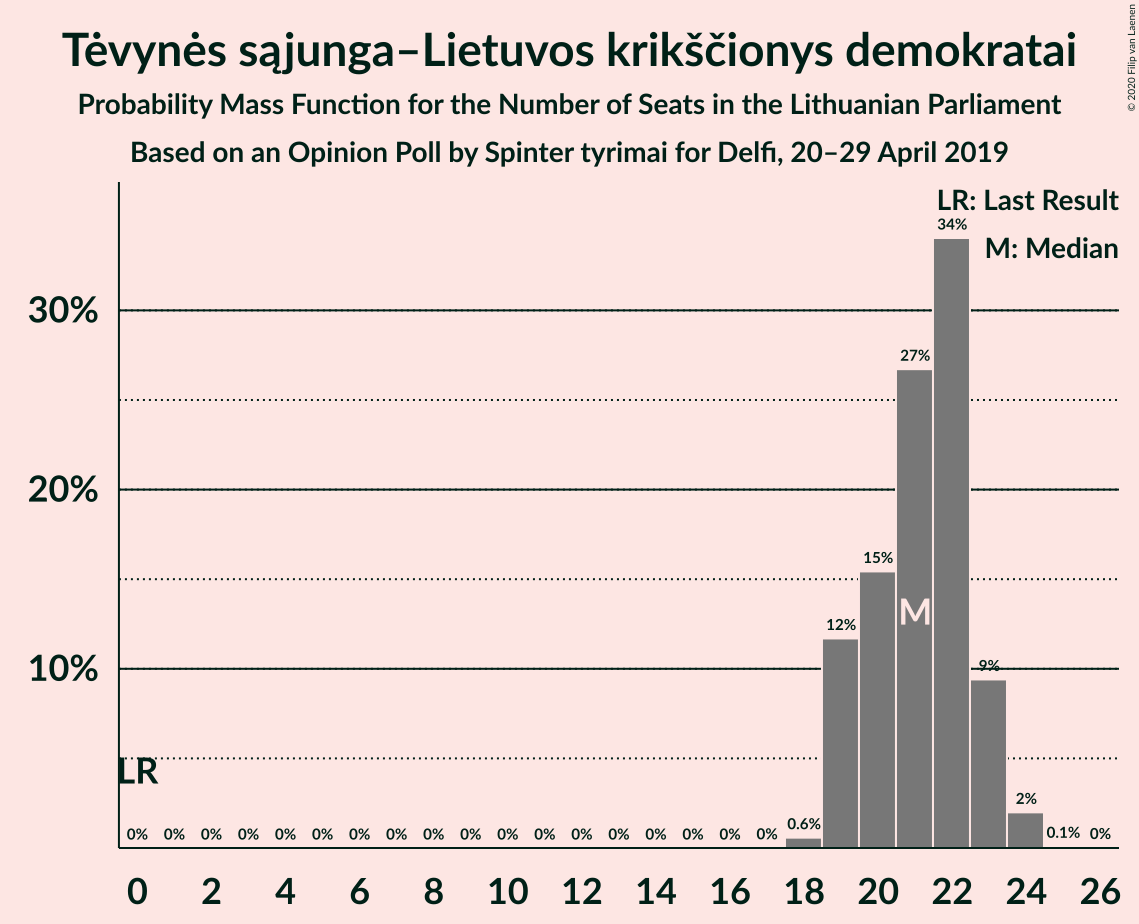 Tėvynės sąjunga–Lietuvos krikščionys demokratai
Probability Mass Function for the Number of Seats in the Lithuanian Parliament
Based on an Opinion Poll by Spinter tyrimai for Delfi, 20–29 April 2019
© 2020 Filip van Laenen
LR: Last Result
M: Median
34%
30%
27%
20%
15%
M
12%
10%
9%
LR
2%
0% 0% 0% 0% 0% 0% 0% 0% 0% 0% 0% 0% 0% 0% 0% 0% 0% 0% 0.6% 0.1% 0%
0 2 4 6 8 10 12 14 16 18 20 22 24 26